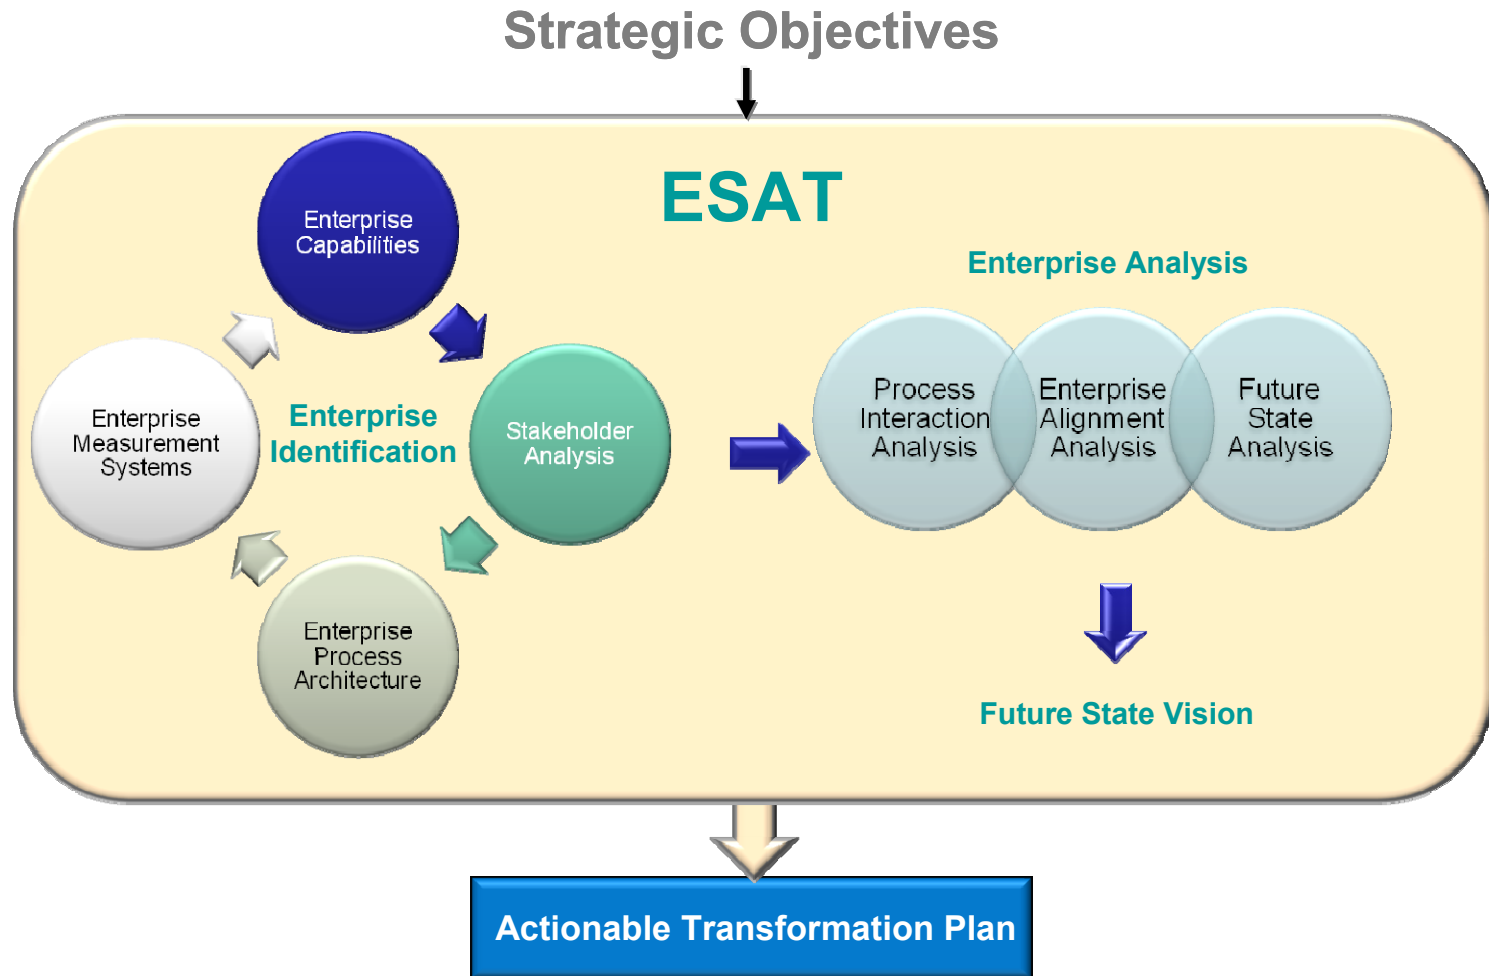 Strategic Objectives
ESAT
Enterprise
Capabilities
Stakeholder
Analysis
Enterprise
Process
Architecture
Enterprise
Measurement
Systems
Enterprise
Identification
Enterprise Analysis
Process
Interaction
Analysis
Enterprise
Alignment
Analysis
Future
State
Analysis
Future State Vision
Actionable Transformation Plan